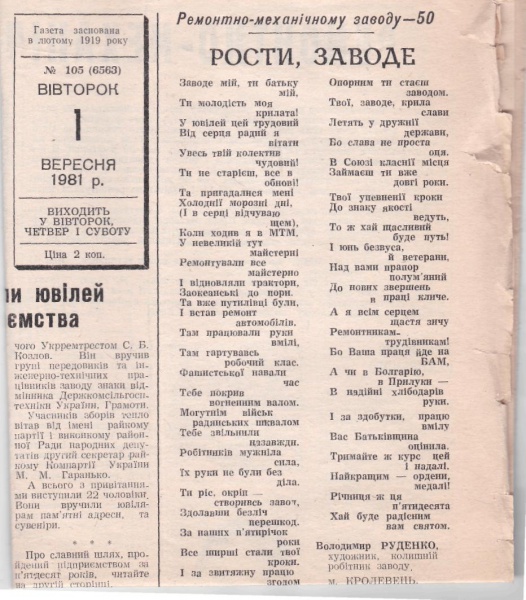 Газета заснована
в лютому 1919 року
№ 105 (6563)
ВІВТОРОК
1
ВЕРЕСНЯ
1981 р.
ВИХОДИТЬ
У ВІВТОРОК,
ЧЕТВЕР І СУБОТУ
Ціна 2 коп.
ювілей
чого Укрремтрестом С. Б.
Козлов. Він вручив
групі передовиків та ін-
женерно-технічних пра-
цівників заводу знаки від-
мінника Держкомсільгосп-
техніки України, Грамоти.
Учасників зборів тепло
вітав від імені райкому
партії і виконкому район-
ної Ради народних депу-
татів другий секретар рай-
кому Компартії України
М. М. Гаранько.
А всього з привітання-
ми виступили 22 чоловіки.
Вони вручили ювіля-
рам пам'ятні адреси, та
сувеніри.
* * *
Про славний шлях, про-
йдений підприємством за
п'ятдесят років, читайте
на другій сторінці.
Ремонтно-механічному заводу—50
РОСТИ, ЗАВОДЕ
Заводе мій, ти батьку
мій,
Ти молодість моя
крилата!
У ювілей цей трудовий
Від серця радий я
вітати
Увесь твій колектив
чудовий!
Ти не старієш, все в
обнові!
Та пригадалися мені
Холоднії морозні дні,
(І в серці відчуваю
щем),
Коли ходив я в МТМ,
У невеликій тут
майстерні
Ремонтували все
майстерно
І відновляли трактори,
Заокеанські до пори.
Та вже путилівці були,
І встав ремонт
автомобілів.
Там працювали руки
вмілі,
Там гартувавсь
робочий клас.
Фашистської навали
час
Тебе покрив
вогненним валом.
Могутнім військ
радянських шквалом
Тебе звільнили
назавжди.
Робітників мужніла
сила,
Їх руки не були без
діла.
Ти ріс, окріп —
створивсь завод,
Здолавши безліч
перешкод.
За наших п'ятирічок
роки
Все ширші стали твої
кроки.
І за звитяжну працю
згодом
Опорним ти стаєш
заводом.
Твої, заводе, крила
слави
Летять у дружнії
держави,
Бо слава не проста
оця.
В Союзі класнії місця
Займаєш ти вже
довгі роки.
Твої упевненії кроки
До знаку якості
ведуть,
То ж хай щасливий
буде путь!
І юнь безвуса,
й ветерани,
Над вами прапор
полум'яний
До нових звершень
в праці кличе.
А я всім серцем
щастя зичу
Ремонтникам-
трудівникам!
Бо Ваша праця йде на
БАМ,
А чи в Болгарію,
в Прилуки —
В надійні хліборобів
руки.
І за здобутки, працю
вмілу
Вас Батьківщина
оцінила.
Тримайте ж курс цей
і надалі,
Найкращим — ордени,
медалі!
Річниця ж ця
п'ятидесята
Хай буде радісним
вам святом.
Володимир РУДЕНКО,
художник, колишній
робітник заводу,
м. КРОЛЕВЕЦЬ.